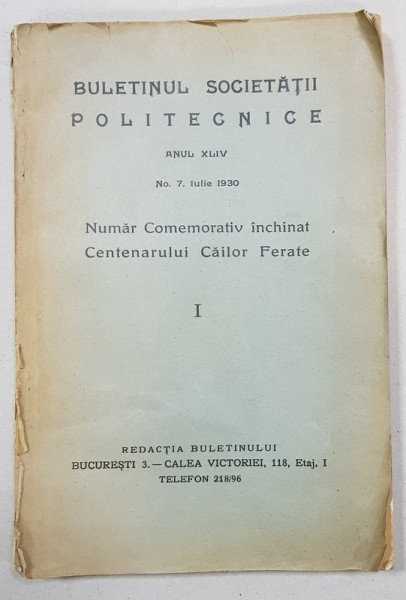 BULETINUL SOCIETĂȚII
POLITECNICE
ANUL XLIV
No. 7, Iulie 1930
Număr Comemorativ închinat
Centenarului Căilor Ferate
I
REDACȚIA BULETINULUI
BUCUREȘTI 3.—CALEA VICTORIEI, 118, Etaj. I
TELEFON 218/96